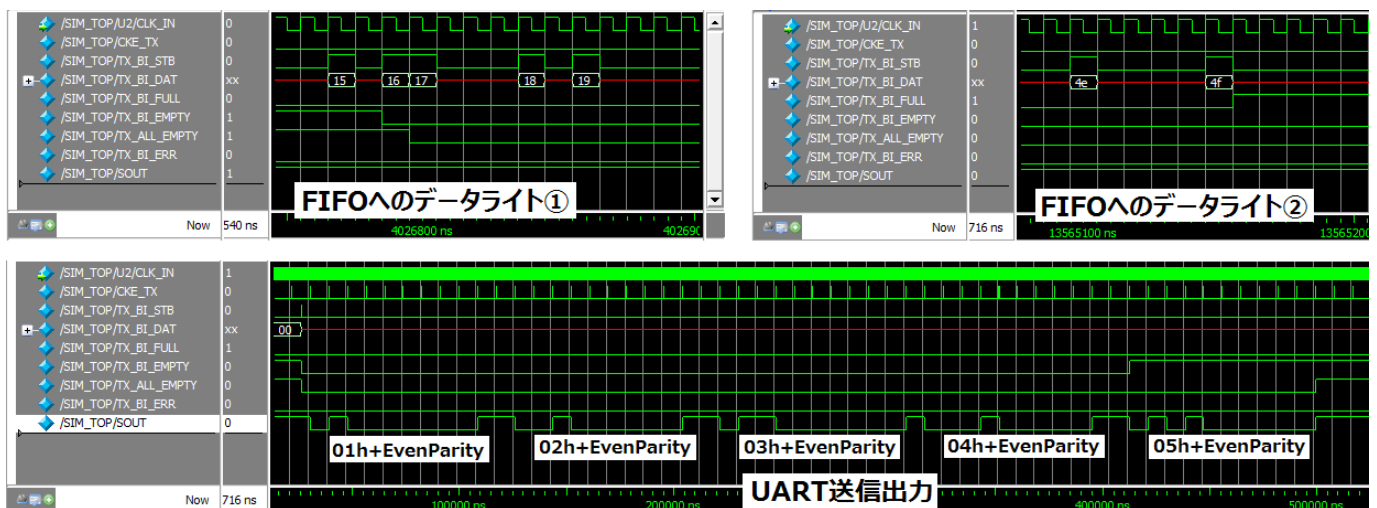 /SIM_TOP/U2/CLK_IN 0
/SIM_TOP/CKE_TX 0
/SIM_TOP/TX_BI_STB 0
/SIM_TOP/TX_BI_DAT xx 15 16 17 18 19
/SIM_TOP/TX_BI_FULL 0
/SIM_TOP/TX_BI_EMPTY 1
/SIM_TOP/TX_ALL_EMPTY 1
/SIM_TOP/TX_BI_ERR 0
/SIM_TOP/SOUT 1
FIFOへのデータライト①
Now 540 ns
4026800 ns
/SIM_TOP/U2/CLK_IN 1
/SIM_TOP/CKE_TX 0
/SIM_TOP/TX_BI_STB 0
/SIM_TOP/TX_BI_DAT xx 4e 4f
/SIM_TOP/TX_BI_FULL 1
/SIM_TOP/TX_BI_EMPTY 0
/SIM_TOP/TX_ALL_EMPTY 0
/SIM_TOP/TX_BI_ERR 0
/SIM_TOP/SOUT 0
FIFOへのデータライト②
Now 716 ns
13565100 ns
/SIM_TOP/U2/CLK_IN 1
/SIM_TOP/CKE_TX 0
/SIM_TOP/TX_BI_STB 0
/SIM_TOP/TX_BI_DAT xx 00
/SIM_TOP/TX_BI_FULL 1
/SIM_TOP/TX_BI_EMPTY 0
/SIM_TOP/TX_ALL_EMPTY 0
/SIM_TOP/TX_BI_ERR 0
/SIM_TOP/SOUT 0
01h+EvenParity 02h+EvenParity 03h+EvenParity 04h+EvenParity 05h+EvenParity
UART送信出力
Now 716 ns
100000 ns 200000 ns 400000 ns 500000 ns